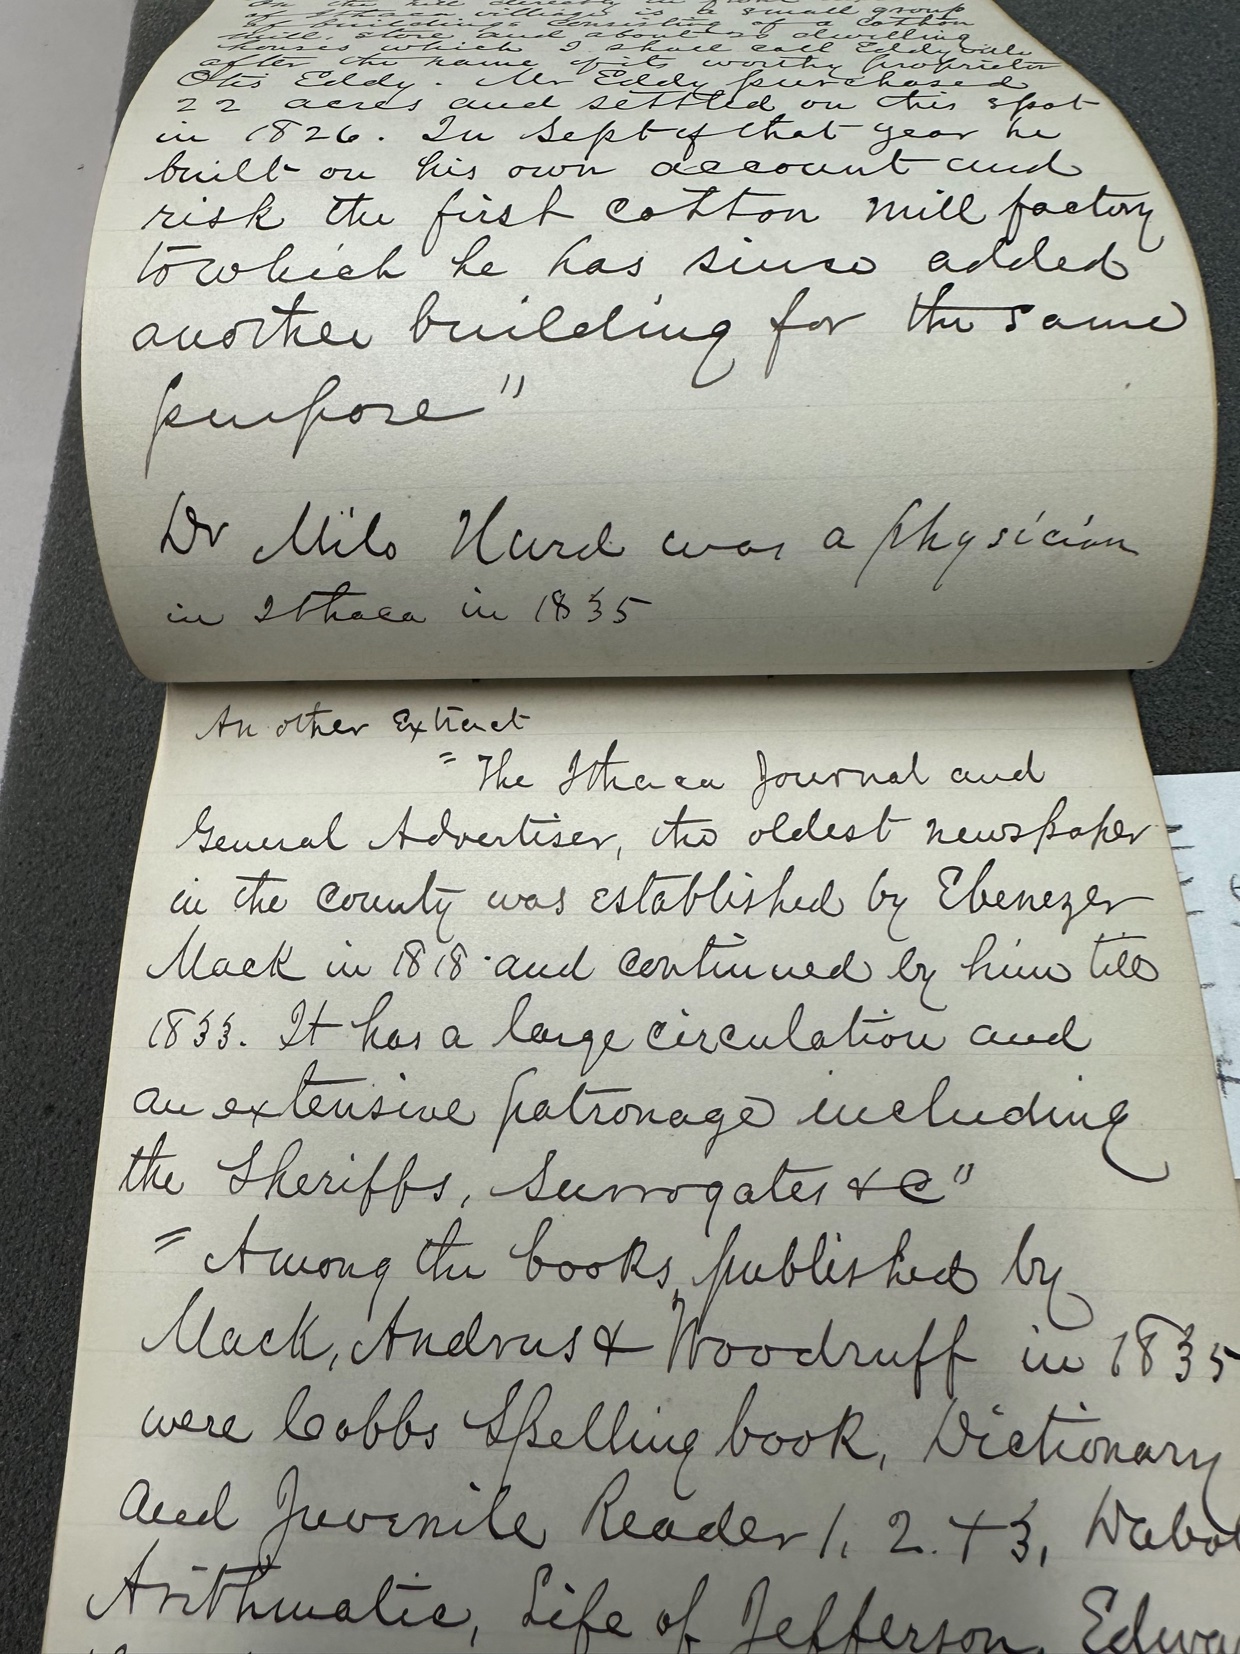 On the hill directly in front
of Ithaca village is a small group
of buildings consisting of a cotton
mill, store and about 20 dwelling
houses which I shall call Eddyville
after the name of its worthy proprietor
Otis Eddy. Mr Eddy purchased
22 acres and settled on this spot
in 1826. In Sept of that year he
built on his own account and
risk the first cotton mill factory
to which he has since added
another building for the same
purpose"
Dr Milo Hurd was a physician
in Ithaca in 1835
Another Extract
"The Ithaca Journal and
General Advertiser, the oldest newspaper
in the county was established by Ebenezer
Mack in 1818 and continued by him till
1833. It has a large circulation and
an extensive patronage including
the Sheriffs, Surrogates & C"
"Among the books published by
Mack, Andrus & Woodruff in 1835
were Cobbs Spelling book, Dictionary
and Juvenile Reader 1, 2. + 3, Dabol
Arithmatic, Life of Jefferson, Edwa